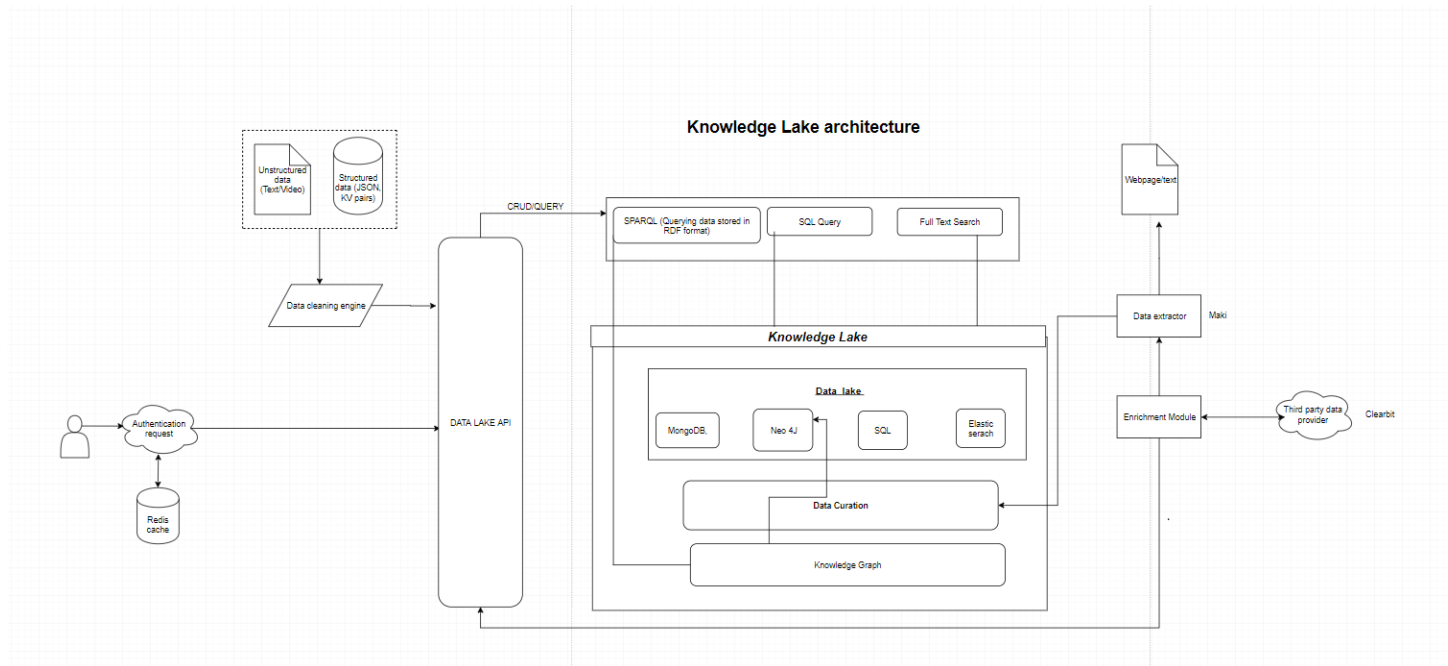 Knowledge Lake architecture
Unstructured
data
(Text/Video)
Structured
data (JSON,
KV pairs)
Data cleaning engine
Authentication
request
Redis
cache
DATA LAKE API
CRUD/QUERY
SPARQL (Querying data stored in
RDF format)
SQL Query
Full Text Search
Knowledge Lake
Data lake
MongoDB,
Neo 4J
SQL
Elastic
serach
Data Curation
Knowledge Graph
Webpage/text
Data extractor
Maki
Enrichment Module
Third party data
provider
Clearbit